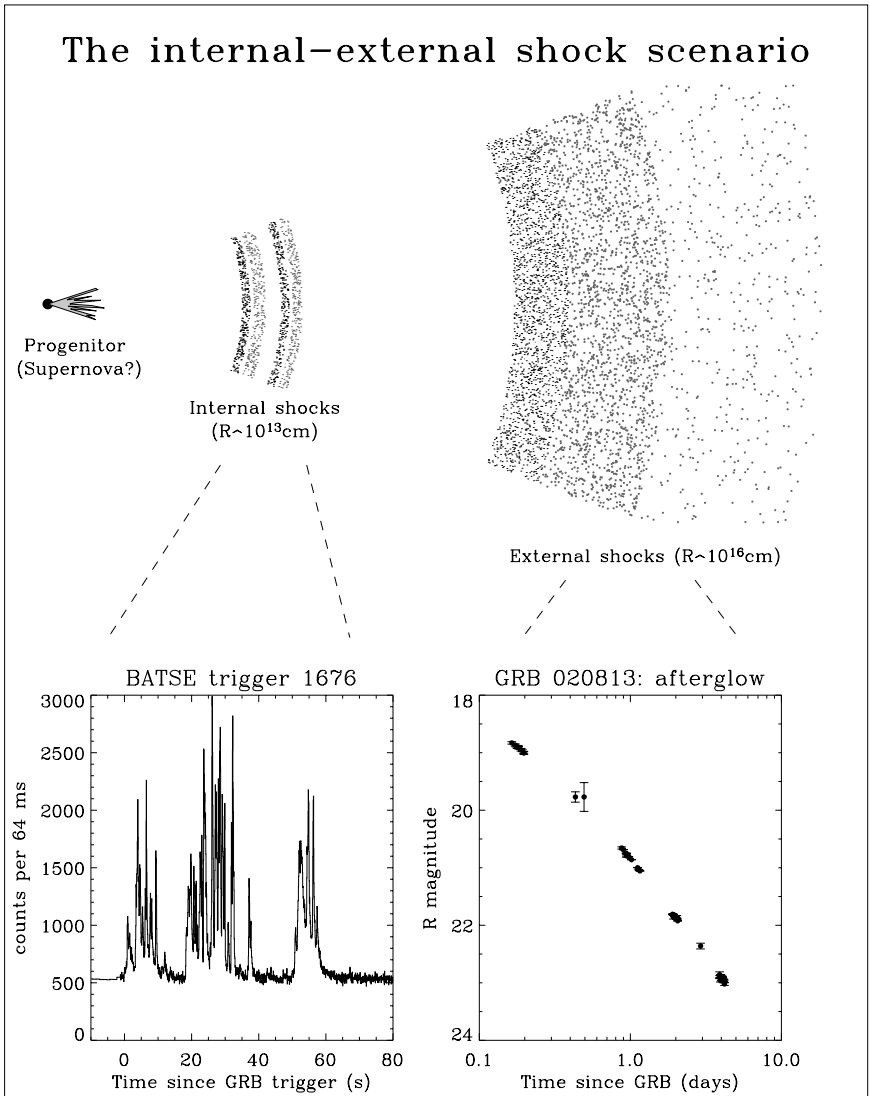 The internal-external shock scenario
Progenitor
(Supernova?)
Internal shocks
(R~10¹³cm)
External shocks (R~10¹⁶cm)
BATSE trigger 1676
counts per 64 ms
3000
2500
2000
1500
1000
500
0
0 20 40 60 80
Time since GRB trigger (s)
GRB 020813: afterglow
R magnitude
18
20
22
24
0.1 1.0 10.0
Time since GRB (days)